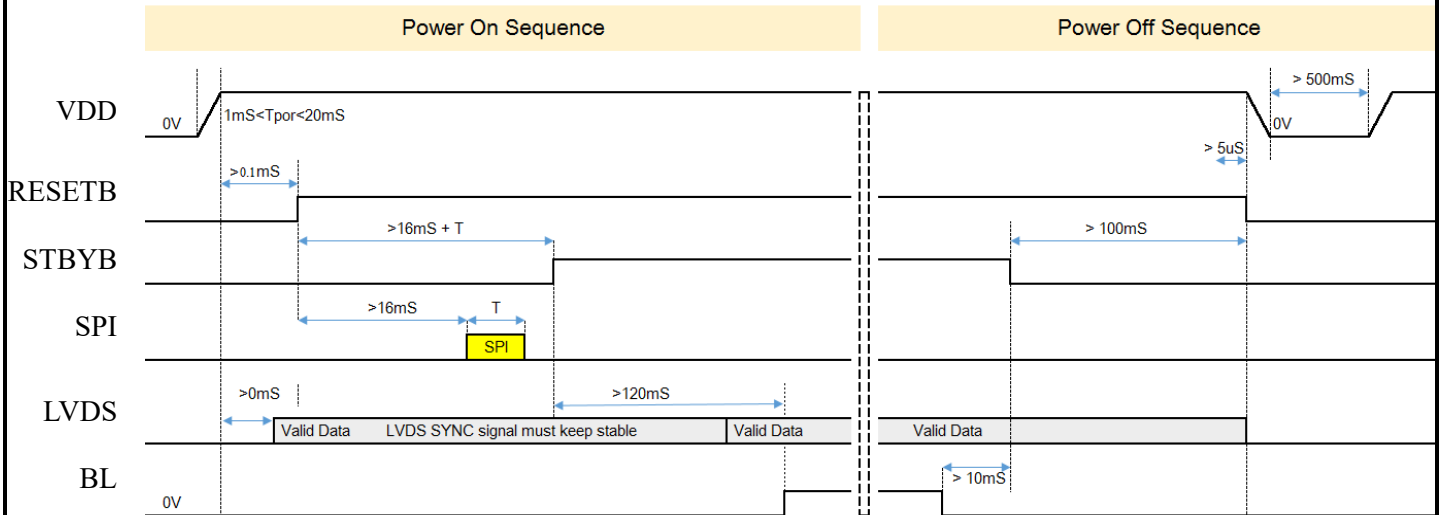 Power On Sequence
Power Off Sequence
VDD
0V
1mS<Tpor<20mS
> 500mS
0V
> 5uS
RESETB
>0.1mS
STBYB
>16mS + T
> 100mS
SPI
>16mS
T
SPI
LVDS
>0mS
>120mS
Valid Data
LVDS SYNC signal must keep stable
Valid Data
Valid Data
BL
0V
> 10mS